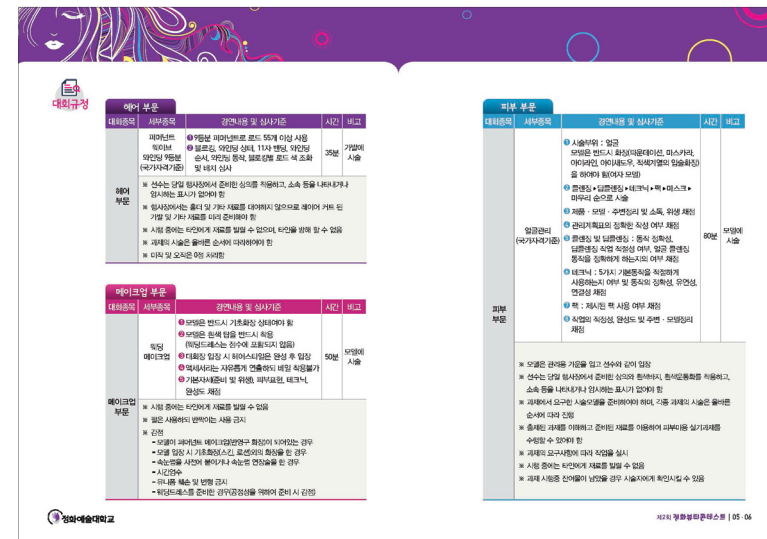 대회규정
헤어 부문
대회종목 세부종목 경연내용 및 심사기준 시간 비고
헤어
부문
퍼머넌트
웨이브
와인딩 9등분
(국가자격기준)
❶ 9등분 퍼머넌트로 로드 55개 이상 사용
❷ 블로킹, 와인딩 상태, 11자 밴딩, 와인딩
순서, 와인딩 동작, 블로킹별 로드 색 조화
및 배치 심사
35분
가발에
시술
※ 선수는 당일 행사장에서 준비한 상의를 착용하고, 소속 등을 나타내거나
암시하는 표시가 없어야 함
※ 행사장에서는 홀더 및 기타 재료를 대여하지 않으므로 레이어 커트 된
가발 및 기타 재료를 미리 준비해야 함
※ 시험 중에는 타인에게 재료를 빌릴 수 없으며, 타인을 방해 할 수 없음
※ 과제의 시술은 올바른 순서에 따라하여야 함
※ 미작 및 오작은 0점 처리함
메이크업 부문
대회종목 세부종목 경연내용 및 심사기준 시간 비고
메이크업
부문
웨딩
메이크업
❶ 모델은 반드시 기초화장 상태여야 함
❷ 모델은 흰색 탑을 반드시 착용
(웨딩드레스는 점수에 포함되지 않음)
❸ 대회장 입장 시 헤어스타일은 완성 후 입장
❹ 액세서리는 자유롭게 연출하되 베일 착용불가
❺ 기본자세(준비 및 위생), 피부표현, 테크닉,
완성도 채점
50분
모델에
시술
※ 시험 중에는 타인에게 재료를 빌릴 수 없음
※ 펄은 사용하되 반짝이는 사용 금지
※ 감점
- 모델이 퍼머넌트 메이크업(반영구 화장)이 되어있는 경우
- 모델 입장 시 기초화장(스킨, 로션)외의 화장을 한 경우
- 속눈썹을 사전에 붙이거나 속눈썹 연장술을 한 경우
- 시간엄수
- 유니폼 훼손 및 변형 금지
- 웨딩드레스를 준비한 경우(공정성을 위하여 준비 시 감점)
정화예술대학교
피부 부문
대회종목 세부종목 경연내용 및 심사기준 시간 비고
피부
부문
얼굴관리
(국가자격기준)
❶ 시술부위 : 얼굴
모델은 반드시 화장(파운데이션, 마스카라,
아이라인, 아이섀도우, 적색기열의 입술화장)
을 하여야 함(여자 모델)
❷ 클렌징▸딥클렌징▸테크닉▸팩▸마스크▸
마무리 순으로 시술
❸ 제품 · 모델 · 주변정리 및 소독, 위생 채점
❹ 관리계획표의 정확한 작성 여부 채점
❺ 클렌징 및 딥클렌징 : 동작 정확성,
딥클렌징 작업 적정성 여부, 얼굴 클렌징
동작을 정확하게 하는지의 여부 채점
❻ 테크닉 : 5가지 기본동작을 적정하게
사용하는지 여부 및 동작의 정확성, 유연성,
연결성 채점
❼ 팩 : 제시된 팩 사용 여부 채점
❽ 작업의 적정성, 완성도 및 주변 · 모델정리
채점
80분
모델에
시술
※ 모델은 관리용 가운을 입고 선수와 같이 입장
※ 선수는 당일 행사장에서 준비한 상의와 흰색바지, 흰색운동화를 착용하고,
소속 등을 나타내거나 암시하는 표시가 없어야 함
※ 과제에서 요구한 시술모델을 준비하여야 하며, 각종 과제의 시술은 올바른
순서에 따라 진행
※ 출제된 과제를 이해하고 준비된 재료를 이용하여 피부미용 실기과제를
수행할 수 있어야 함
※ 과제의 요구사항에 따라 작업을 실시
※ 시험 중에는 타인에게 재료를 빌릴 수 없음
※ 과제 시험중 잔여물이 남았을 경우 시술자에게 확인시킬 수 있음
제2회 정화뷰티콘테스트 | 05 · 06